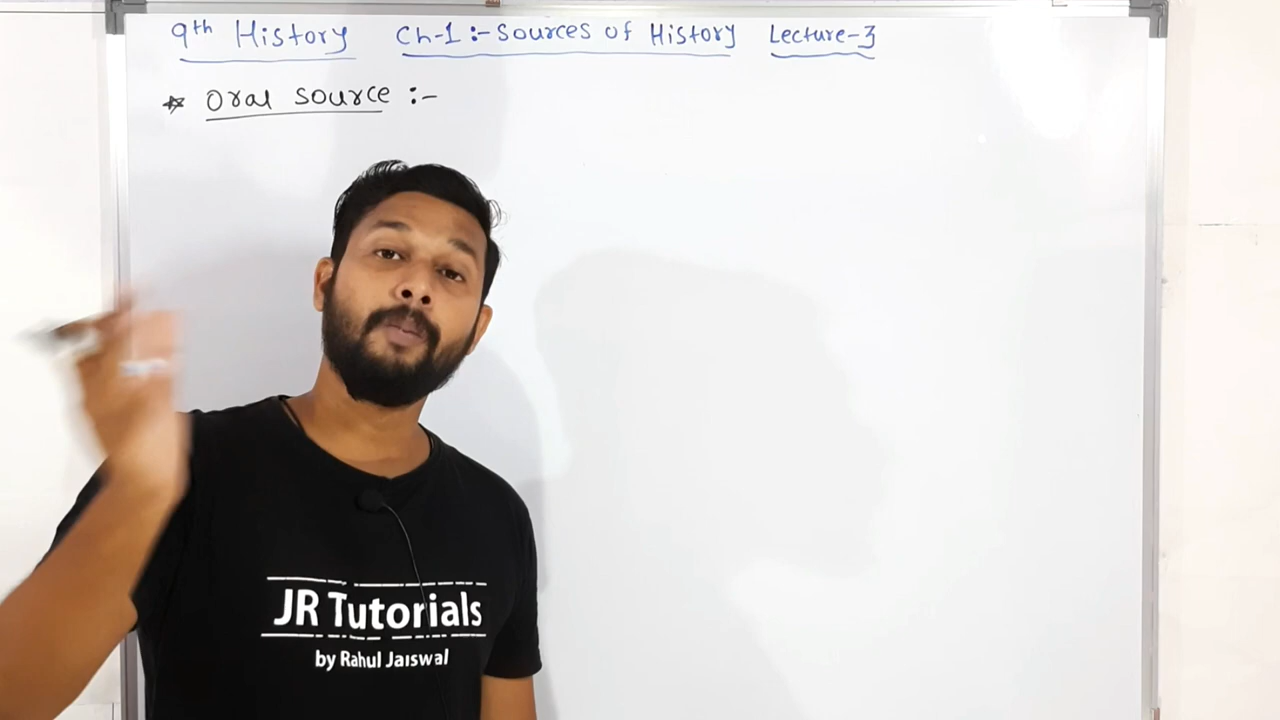 9th History Ch-1 :- Sources of History Lecture-3
☆ Oral source :-
JR Tutorials
by Rahul Jaiswal